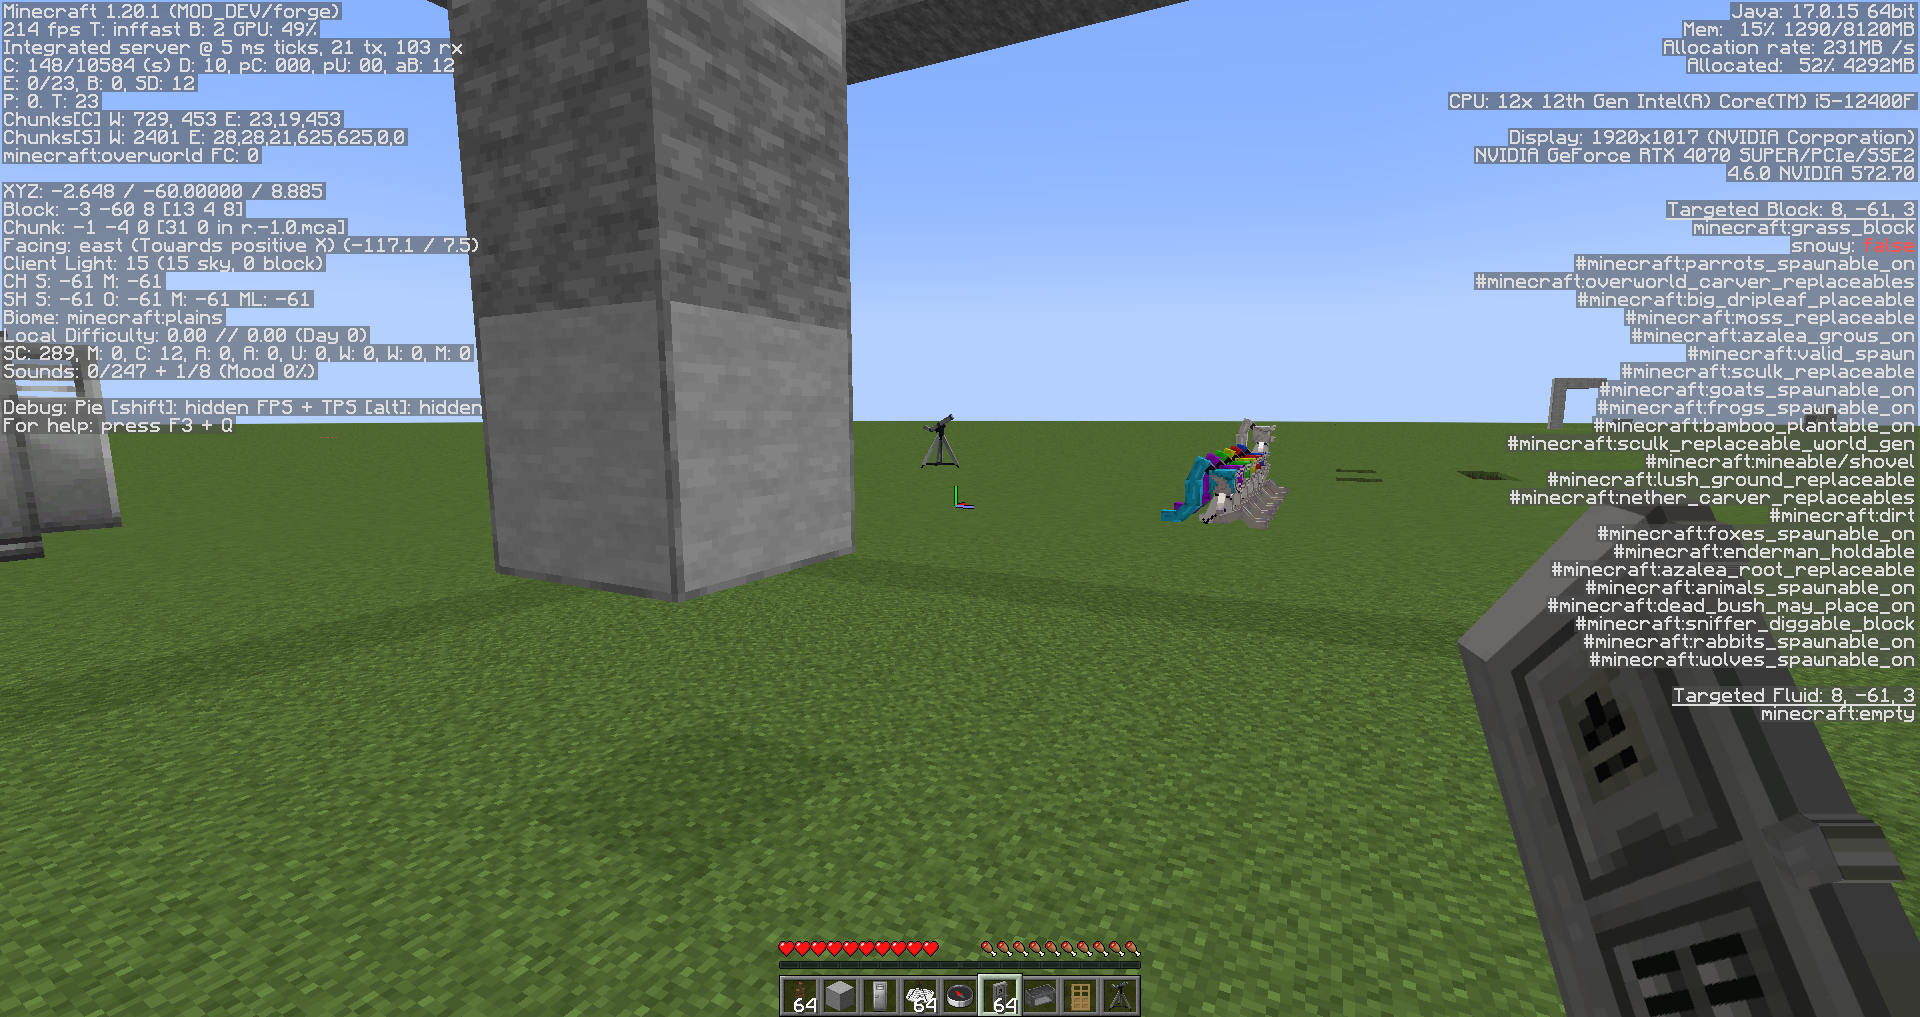 Minecraft 1.20.1 (MOD_DEV/forge)
214 fps T: inffast B: 2 GPU: 49%
Integrated server @ 5 ms ticks, 21 tx, 103 rx
C: 148/10584 (s) D: 10, pC: 000, pU: 00, aB: 12
E: 0/23, B: 0, SD: 12
P: 0. T: 23
Chunks[C] W: 729, 453 E: 23,19,453
Chunks[S] W: 2401 E: 28,28,21,625,625,0,0
minecraft:overworld FC: 0
XYZ: -2.648 / -60.00000 / 8.885
Block: -3 -60 8 [13 4 8]
Chunk: -1 -4 0 [31 0 in r.-1.0.mca]
Facing: east (Towards positive X) (-117.1 / 7.5)
Client Light: 15 (15 sky, 0 block)
CH S: -61 M: -61
SH S: -61 O: -61 M: -61 ML: -61
Biome: minecraft:plains
Local Difficulty: 0.00 // 0.00 (Day 0)
SC: 289, M: 0, C: 12, A: 0, A: 0, U: 0, W: 0, W: 0, M: 0
Sounds: 0/247 + 1/8 (Mood 0%)
Debug: Pie [shift]: hidden FPS + TPS [alt]: hidden
For help: press F3 + Q
Java: 17.0.15 64bit
Mem: 15% 1290/8120MB
Allocation rate: 231MB /s
Allocated: 52% 4292MB
CPU: 12x 12th Gen Intel(R) Core(TM) i5-12400F
Display: 1920x1017 (NVIDIA Corporation)
NVIDIA GeForce RTX 4070 SUPER/PCIe/SSE2
4.6.0 NVIDIA 572.70
Targeted Block: 8, -61, 3
minecraft:grass_block
snowy: false
#minecraft:parrots_spawnable_on
#minecraft:overworld_carver_replaceables
#minecraft:big_dripleaf_placeable
#minecraft:moss_replaceable
#minecraft:azalea_grows_on
#minecraft:valid_spawn
#minecraft:sculk_replaceable
#minecraft:goats_spawnable_on
#minecraft:frogs_spawnable_on
#minecraft:bamboo_plantable_on
#minecraft:sculk_replaceable_world_gen
#minecraft:mineable/shovel
#minecraft:lush_ground_replaceable
#minecraft:nether_carver_replaceables
#minecraft:dirt
#minecraft:foxes_spawnable_on
#minecraft:enderman_holdable
#minecraft:azalea_root_replaceable
#minecraft:animals_spawnable_on
#minecraft:dead_bush_may_place_on
#minecraft:sniffer_diggable_block
#minecraft:rabbits_spawnable_on
#minecraft:wolves_spawnable_on
Targeted Fluid: 8, -61, 3
minecraft:empty
64 64 64